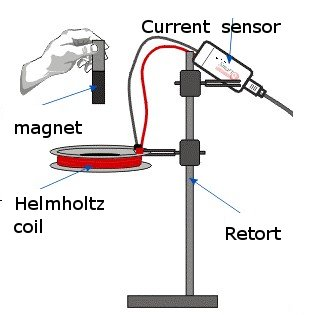 Current sensor
magnet
Helmholtz
coil
Retort